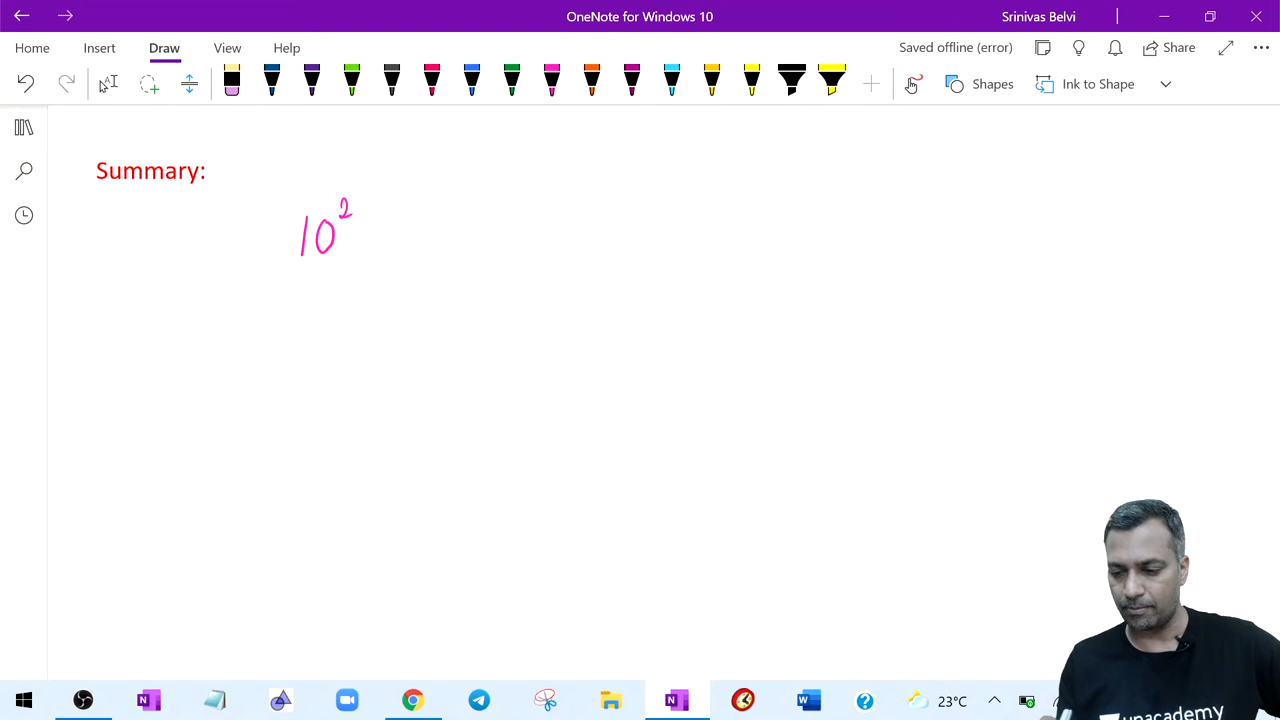 OneNote for Windows 10
Srinivas Belvi
Home Insert Draw View Help
Saved offline (error)
Share
Shapes
Ink to Shape
Summary:
10²
23°C
unacademy